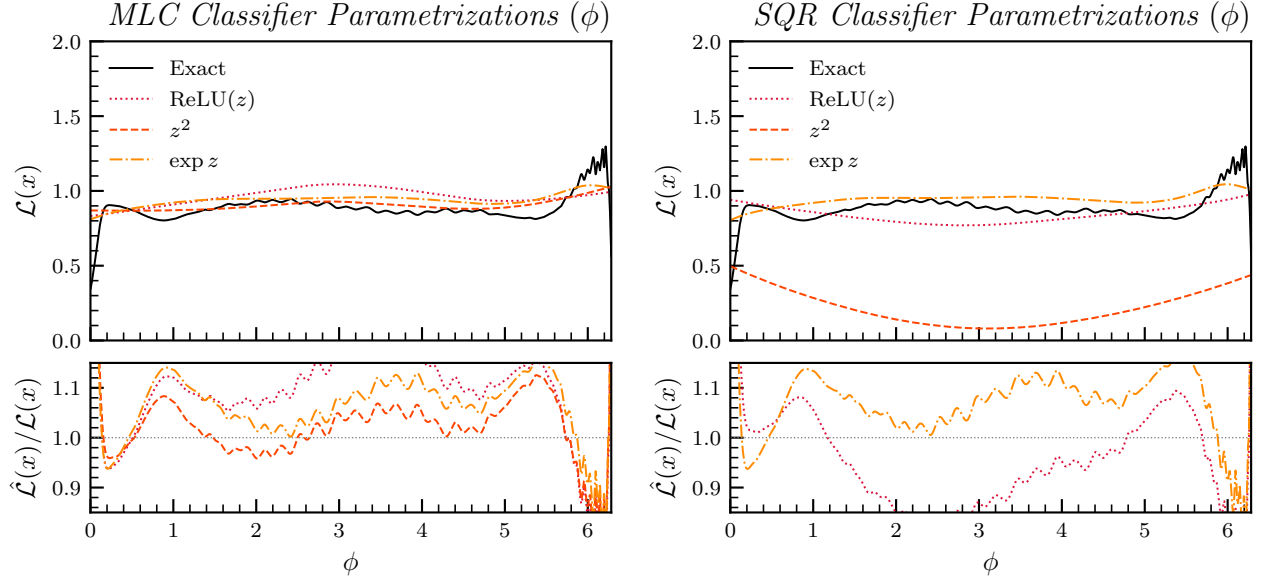 MLC Classifier Parametrizations (ϕ)
2.0
1.5
1.0
0.5
0.0
ℒ(x)
Exact
ReLU(z)
z²
exp z
1.1
1.0
0.9
ℒ̂(x)/ℒ(x)
0 1 2 3 4 5 6
ϕ
SQR Classifier Parametrizations (ϕ)
2.0
1.5
1.0
0.5
0.0
ℒ(x)
Exact
ReLU(z)
z²
exp z
1.1
1.0
0.9
ℒ̂(x)/ℒ(x)
0 1 2 3 4 5 6
ϕ